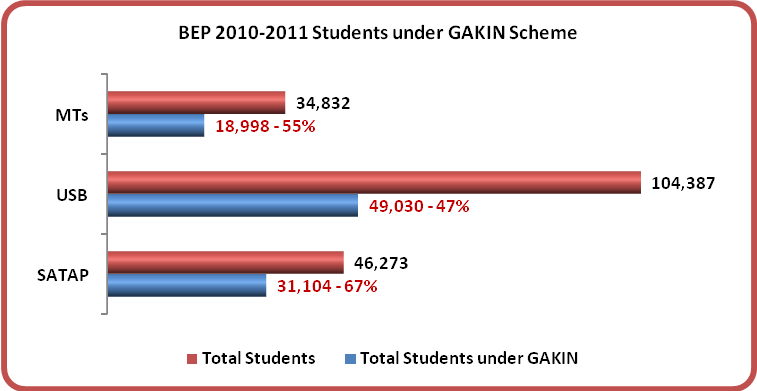 BEP 2010-2011 Students under GAKIN Scheme
MTs
34,832
18,998 - 55%
USB
104,387
49,030 - 47%
SATAP
46,273
31,104 - 67%
Total Students
Total Students under GAKIN